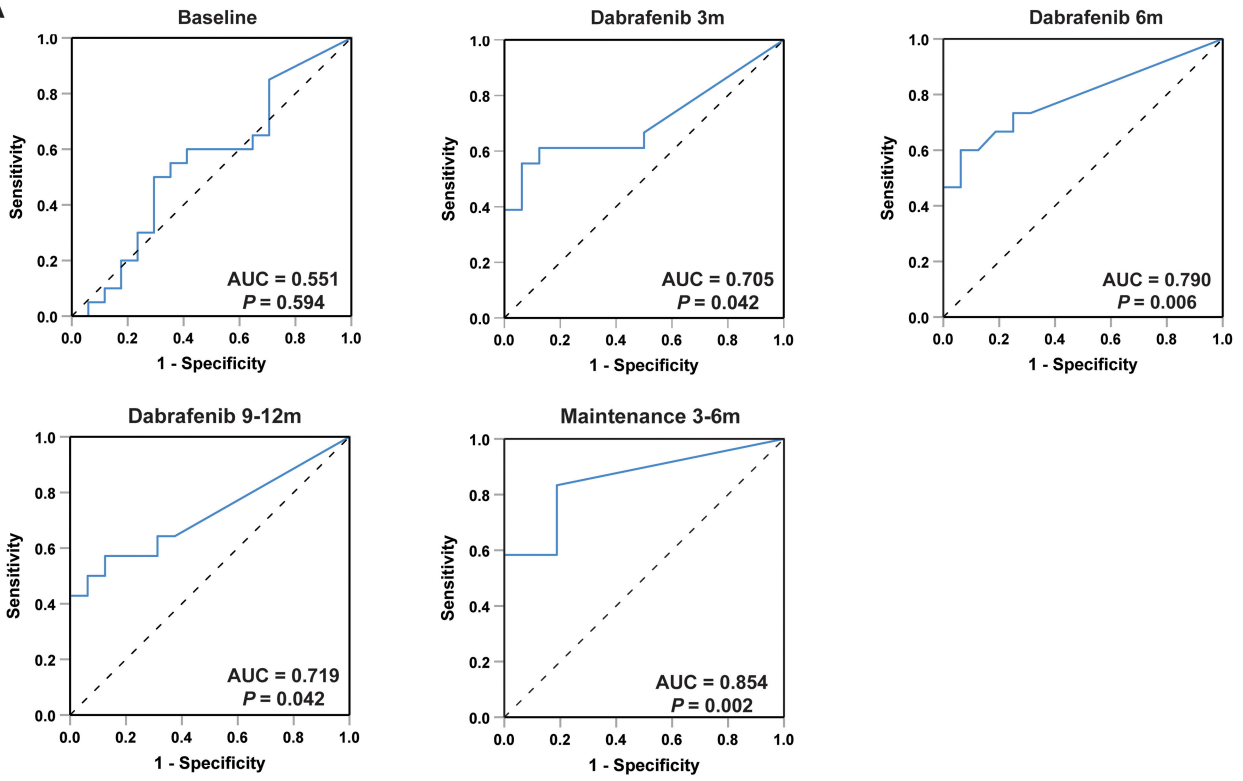 A
Baseline
1.0
0.8
0.6
0.4
0.2
0.0
Sensitivity
AUC = 0.551
P = 0.594
0.0 0.2 0.4 0.6 0.8 1.0
1 - Specificity
Dabrafenib 3m
1.0
0.8
0.6
0.4
0.2
0.0
Sensitivity
AUC = 0.705
P = 0.042
0.0 0.2 0.4 0.6 0.8 1.0
1 - Specificity
Dabrafenib 6m
1.0
0.8
0.6
0.4
0.2
0.0
Sensitivity
AUC = 0.790
P = 0.006
0.0 0.2 0.4 0.6 0.8 1.0
1 - Specificity
Dabrafenib 9-12m
1.0
0.8
0.6
0.4
0.2
0.0
Sensitivity
AUC = 0.719
P = 0.042
0.0 0.2 0.4 0.6 0.8 1.0
1 - Specificity
Maintenance 3-6m
1.0
0.8
0.6
0.4
0.2
0.0
Sensitivity
AUC = 0.854
P = 0.002
0.0 0.2 0.4 0.6 0.8 1.0
1 - Specificity